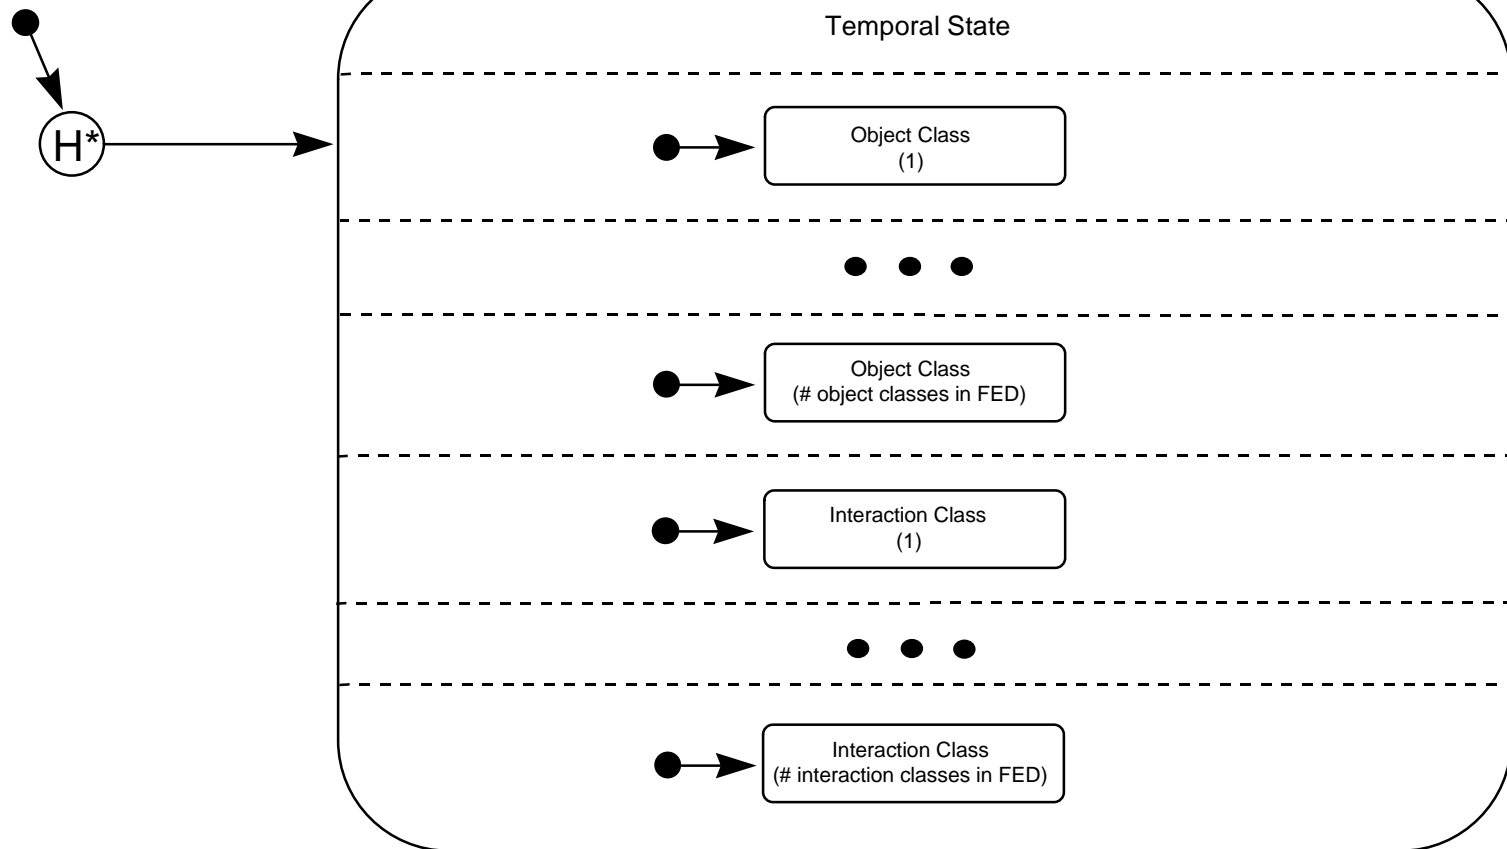 Temporal State
H*
Object Class
(1)
Object Class
(# object classes in FED)
Interaction Class
(1)
Interaction Class
(# interaction classes in FED)